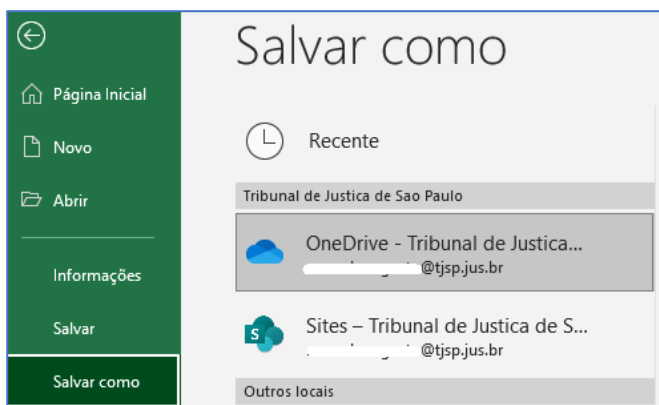 Salvar como
Página Inicial
Novo
Abrir
Informações
Salvar
Salvar como
Recente
Tribunal de Justica de Sao Paulo
OneDrive - Tribunal de Justica...
@tjsp.jus.br
S
Sites – Tribunal de Justica de S...
@tjsp.jus.br
Outros locais